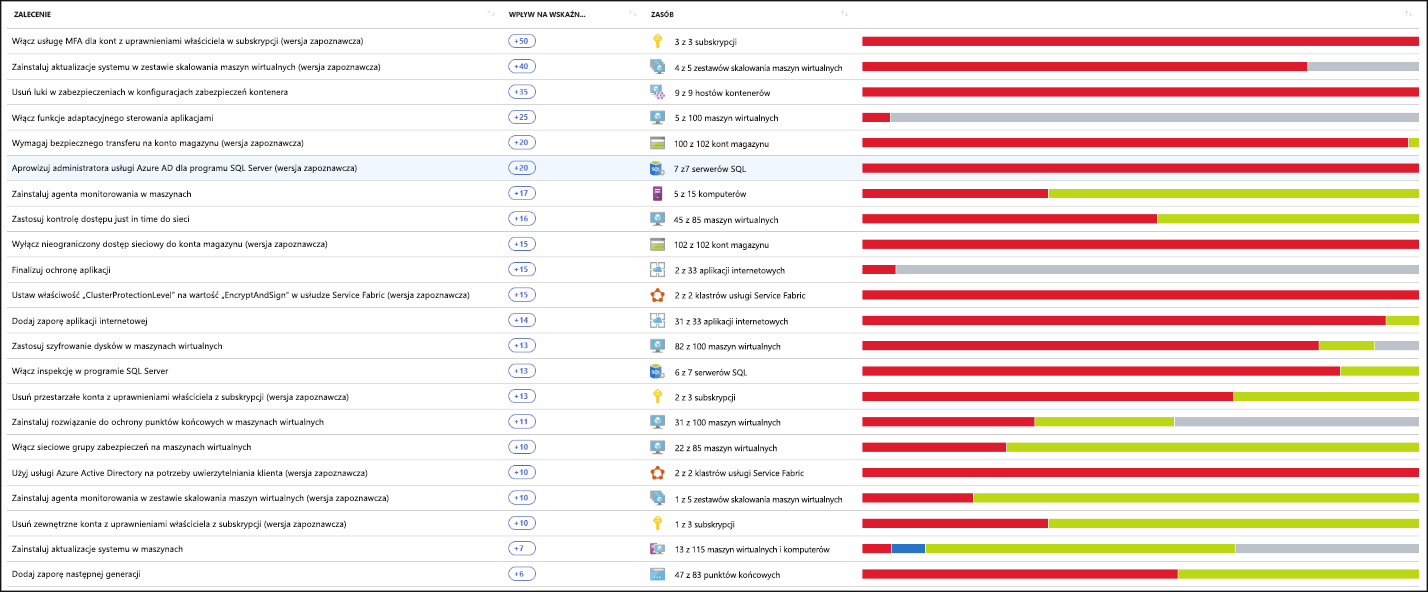 ZALECENIE WPŁYW NA WSKAŹN... ZASÓB
Włącz usługę MFA dla kont z uprawnieniami właściciela w subskrypcji (wersja zapoznawcza) +50 3 z 3 subskrypcji
Zainstaluj aktualizacje systemu w zestawie skalowania maszyn wirtualnych (wersja zapoznawcza) +40 4 z 5 zestawów skalowania maszyn wirtualnych
Usuń luki w zabezpieczeniach w konfiguracjach zabezpieczeń kontenera +35 9 z 9 hostów kontenerów
Włącz funkcje adaptacyjnego sterowania aplikacjami +25 5 z 100 maszyn wirtualnych
Wymagaj bezpiecznego transferu na konto magazynu (wersja zapoznawcza) +20 100 z 102 kont magazynu
Aprowizuj administratora usługi Azure AD dla programu SQL Server (wersja zapoznawcza) +20 7 z7 serwerów SQL
Zainstaluj agenta monitorowania w maszynach +17 5 z 15 komputerów
Zastosuj kontrolę dostępu just in time do sieci +16 45 z 85 maszyn wirtualnych
Wyłącz nieograniczony dostęp sieciowy do konta magazynu (wersja zapoznawcza) +15 102 z 102 kont magazynu
Finalizuj ochronę aplikacji +15 2 z 33 aplikacji internetowych
Ustaw właściwość „ClusterProtectionLevel” na wartość „EncryptAndSign” w usłudze Service Fabric (wersja zapoznawcza) +15 2 z 2 klastrów usługi Service Fabric
Dodaj zaporę aplikacji internetowej +14 31 z 33 aplikacji internetowych
Zastosuj szyfrowanie dysków w maszynach wirtualnych +13 82 z 100 maszyn wirtualnych
Włącz inspekcję w programie SQL Server +13 6 z 7 serwerów SQL
Usuń przestarzałe konta z uprawnieniami właściciela z subskrypcji (wersja zapoznawcza) +13 2 z 3 subskrypcji
Zainstaluj rozwiązanie do ochrony punktów końcowych w maszynach wirtualnych +11 31 z 100 maszyn wirtualnych
Włącz sieciowe grupy zabezpieczeń na maszynach wirtualnych +10 22 z 85 maszyn wirtualnych
Użyj usługi Azure Active Directory na potrzeby uwierzytelniania klienta (wersja zapoznawcza) +10 2 z 2 klastrów usługi Service Fabric
Zainstaluj agenta monitorowania w zestawie skalowania maszyn wirtualnych (wersja zapoznawcza) +10 1 z 5 zestawów skalowania maszyn wirtualnych
Usuń zewnętrzne konta z uprawnieniami właściciela z subskrypcji (wersja zapoznawcza) +10 1 z 3 subskrypcji
Zainstaluj aktualizacje systemu w maszynach +7 13 z 115 maszyn wirtualnych i komputerów
Dodaj zaporę następnej generacji +6 47 z 83 punktów końcowych